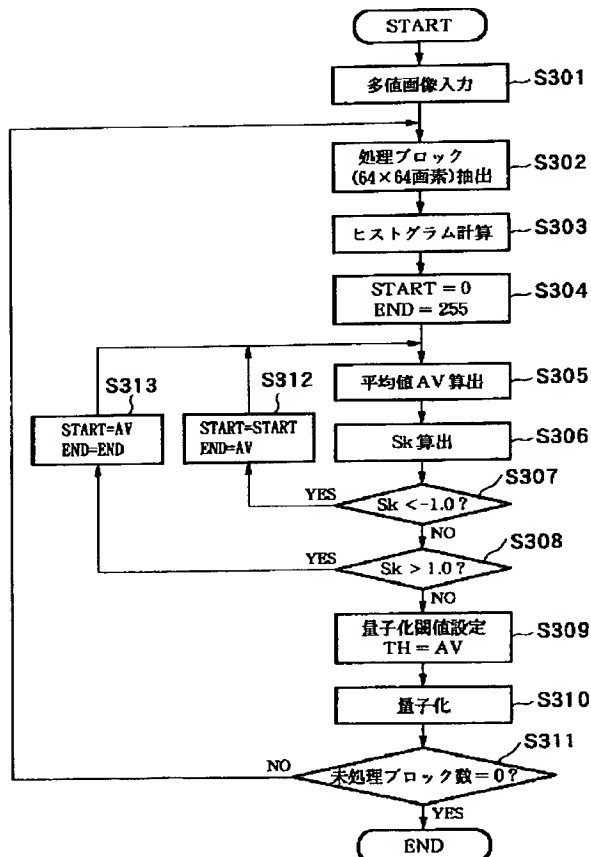 START
多値画像入力
S301
処理ブロック
(64×64画素)抽出
S302
ヒストグラム計算
S303
START = 0
END = 255
S304
平均値AV算出
S305
Sk算出
S306
S313
START=AV
END=END
S312
START=START
END=AV
S307
Sk <-1.0?
YES
NO
S308
Sk > 1.0?
YES
NO
量子化閾値設定
TH = AV
S309
量子化
S310
S311
未処理ブロック数=0?
NO
YES
END